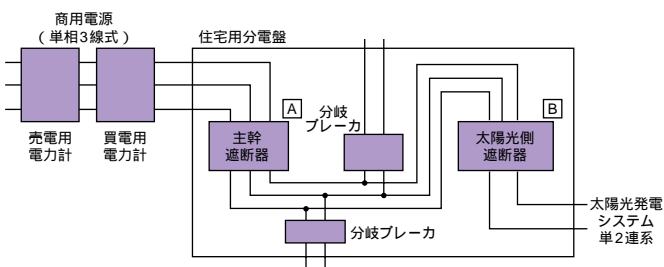 商用電源
(単相3線式)
住宅用分電盤
A
分岐
ブレーカ
B
主幹
遮断器
太陽光側
遮断器
売電用
電力計
買電用
電力計
太陽光発電
システム
単2連系
分岐ブレーカ